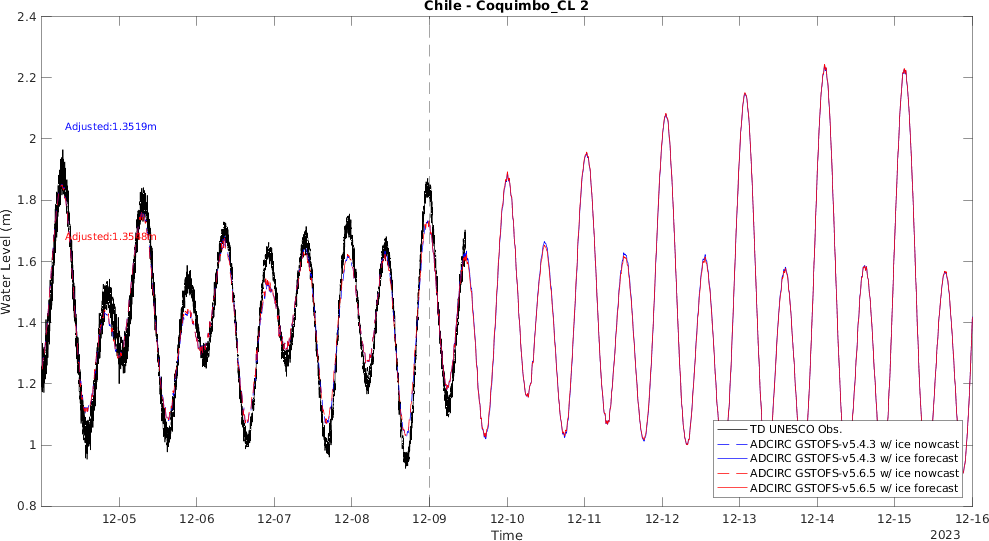 Chile - Coquimbo_CL 2
2.4
2.2
2
1.8
1.6
1.4
1.2
1
0.8
Water Level (m)
Adjusted:1.3519m
TD UNESCO Obs.
ADCIRC GSTOFS-v5.4.3 w/ ice nowcast
ADCIRC GSTOFS-v5.4.3 w/ ice forecast
ADCIRC GSTOFS-v5.6.5 w/ ice nowcast
ADCIRC GSTOFS-v5.6.5 w/ ice forecast
12-05 12-06 12-07 12-08 12-09 12-10 12-11 12-12 12-13 12-14 12-15 12-16
Time
2023